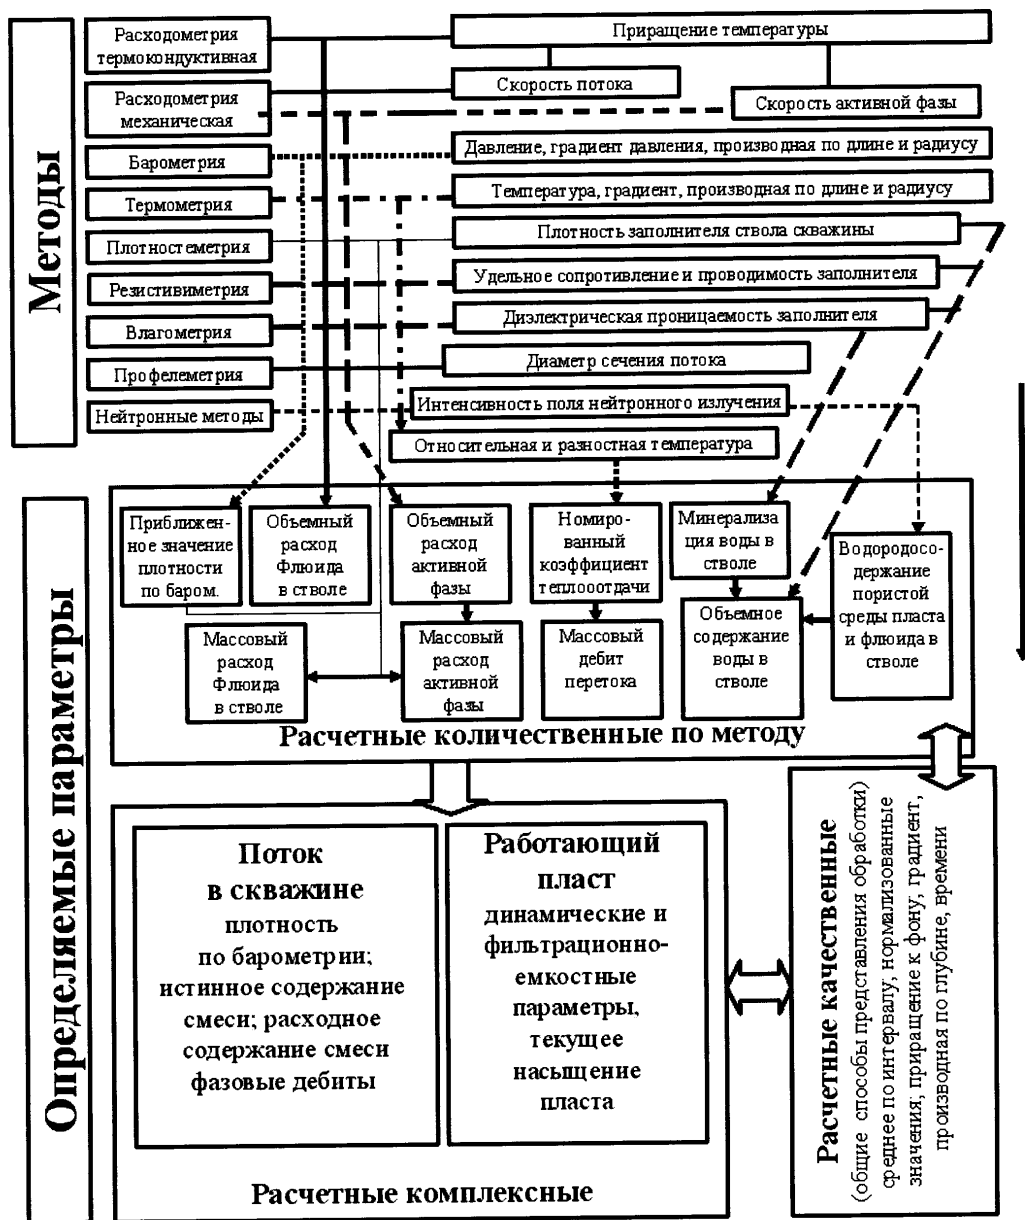 Методы
Расходометрия
термокондуктивная
Приращение температуры
Скорость потока
Расходометрия
механическая
Скорость активной фазы
Барометрия
Давление, градиент давления, производная по длине и радиусу
Термометрия
Температура, градиент, производная по длине и радиусу
Плотностеметрия
Плотность заполнителя ствола скважины
Резистивиметрия
Удельное сопротивление и проводимость заполнителя
Влагометрия
Диэлектрическая проницаемость заполнителя
Профелеметрия
Диаметр сечения потока
Нейтронные методы
Интенсивность поля нейтронного излучения
Относительная и разностная температура
Определяемые параметры
Приближен-
ное значение
плотности
по баром.
Объемный
расход
Флюида
в стволе
Объемный
расход
активной
фазы
Номиро-
ванный
коэффициент
теплооотдачи
Минерализа
ция воды в
стволе
Водородосо-
держание
пористой
среды пласта
и флюида в
стволе
Массовый
расход
Флюида
в стволе
Массовый
расход
активной
фазы
Массовый
дебит
перетока
Объемное
содержание
воды в
стволе
Расчетные количественные по методу
Поток
в скважине
плотность
по барометрии;
истинное содержание
смеси; расходное
содержание смеси
фазовые дебиты
Работающий
пласт
динамические и
фильтрационно-
емкостные
параметры,
текущее
насыщение
пласта
Расчетные комплексные
Расчетные качественные
(общие способы представления обработки)
среднее по интервалу, нормализованные
значения; приращение к фону, градиент,
производная по глубине, времени